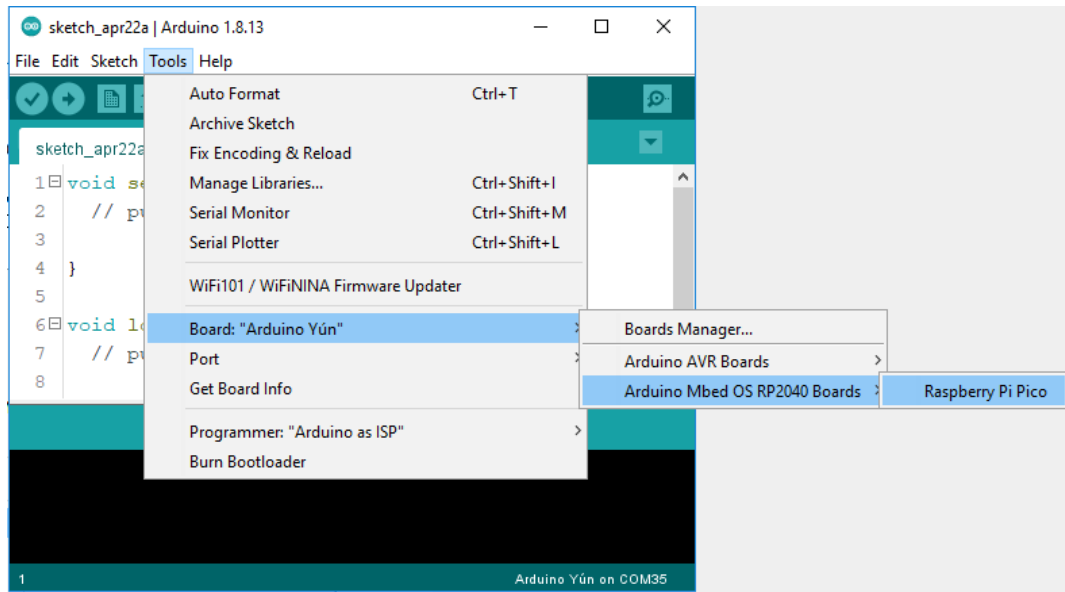 sketch_apr22a | Arduino 1.8.13
File Edit Sketch Tools Help
Auto Format Ctrl+T
Archive Sketch
sketch_apr22a
Fix Encoding & Reload
1 void se
Manage Libraries... Ctrl+Shift+I
2 // pu
Serial Monitor Ctrl+Shift+M
3
Serial Plotter Ctrl+Shift+L
4 }
WiFi101 / WiFiNINA Firmware Updater
5
6 void lo
Board: "Arduino Yún"
Boards Manager...
7 // pu
Port
Arduino AVR Boards
8
Get Board Info
Arduino Mbed OS RP2040 Boards
Raspberry Pi Pico
Programmer: "Arduino as ISP"
Burn Bootloader
1
Arduino Yún on COM35